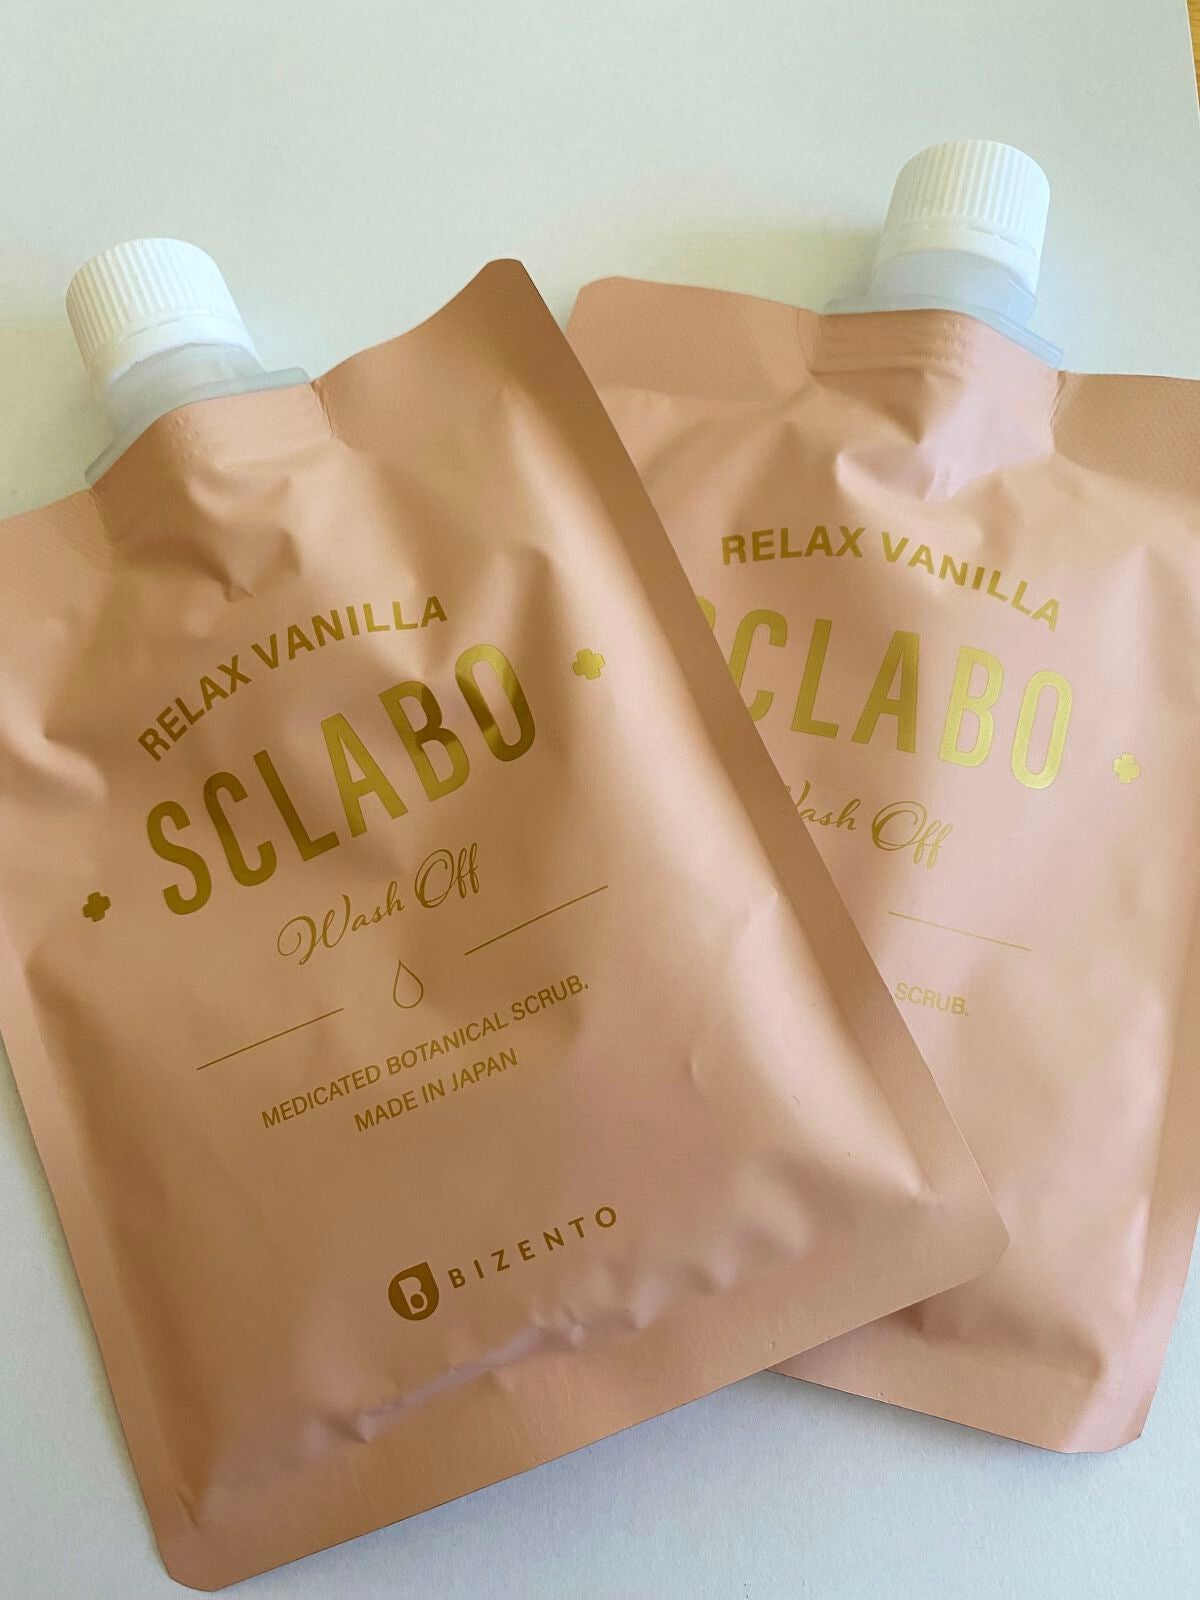 RELAX VANILLA
SCLABO
Wash Off
MEDICATED BOTANICAL SCRUB.
MADE IN JAPAN
BIZENTO
RELAX VANILLA
SCLABO
Wash Off
SCRUB.